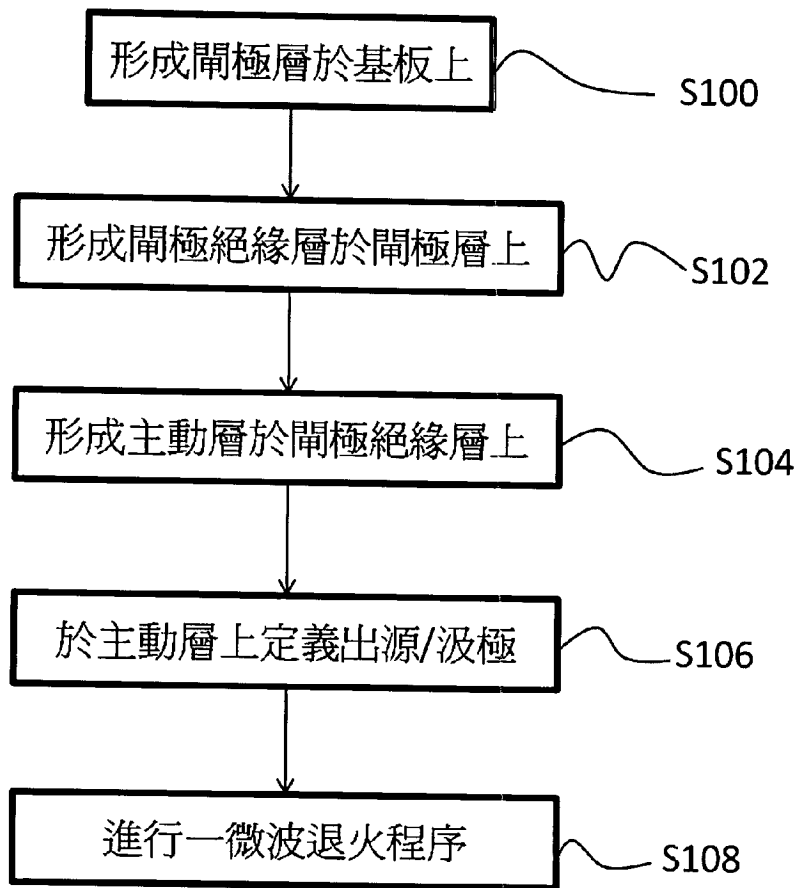 形成閘極層於基板上
S100
形成閘極絕緣層於閘極層上
S102
形成主動層於閘極絕緣層上
S104
於主動層上定義出源/汲極
S106
進行一微波退火程序
S108